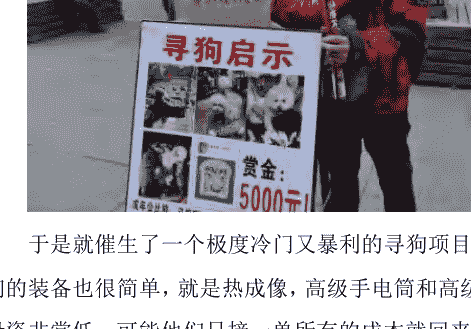 寻狗启示
赏金:
5000元!
于是就催生了一个极度冷门又暴利的寻狗项目
的装备也很简单，就是热成像，高级手电筒和高级
非常低，可能他们只接一单所有的成本就回来